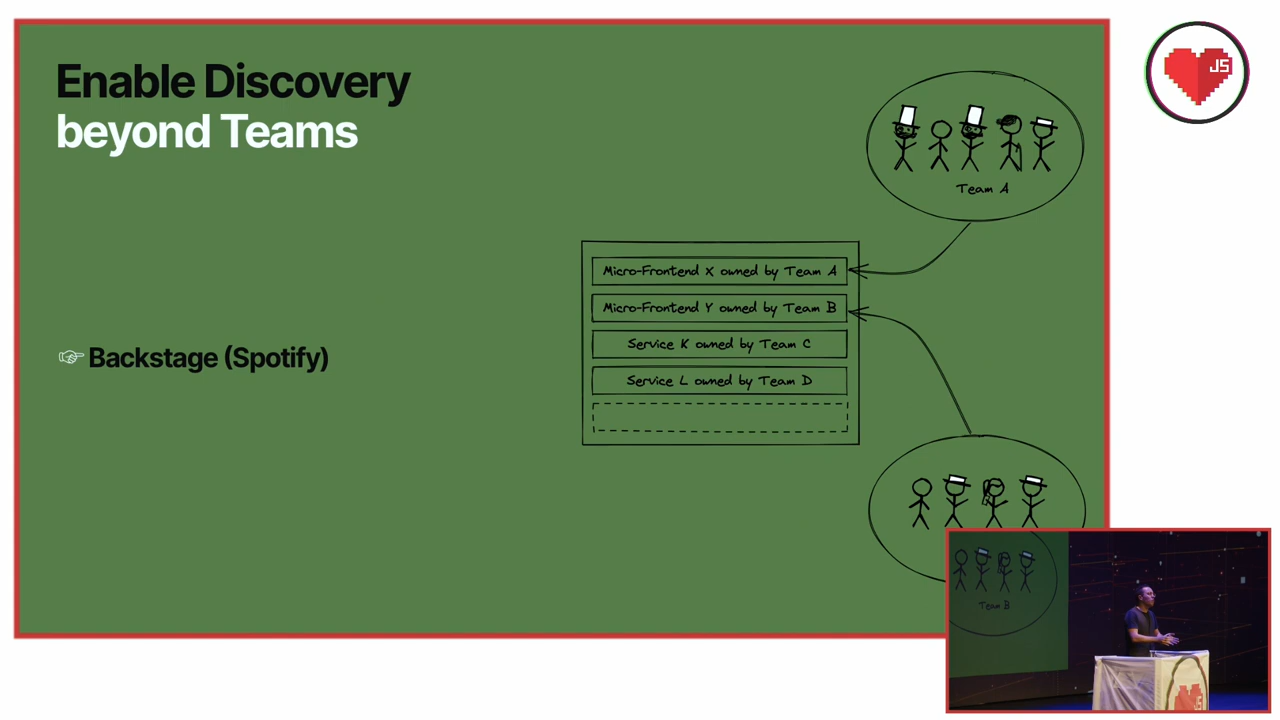 Enable Discovery
beyond Teams
☞ Backstage (Spotify)
Team A
Micro-Frontend X owned by Team A
Micro-Frontend Y owned by Team B
Service K owned by Team C
Service L owned by Team D
JS
Team B
JS